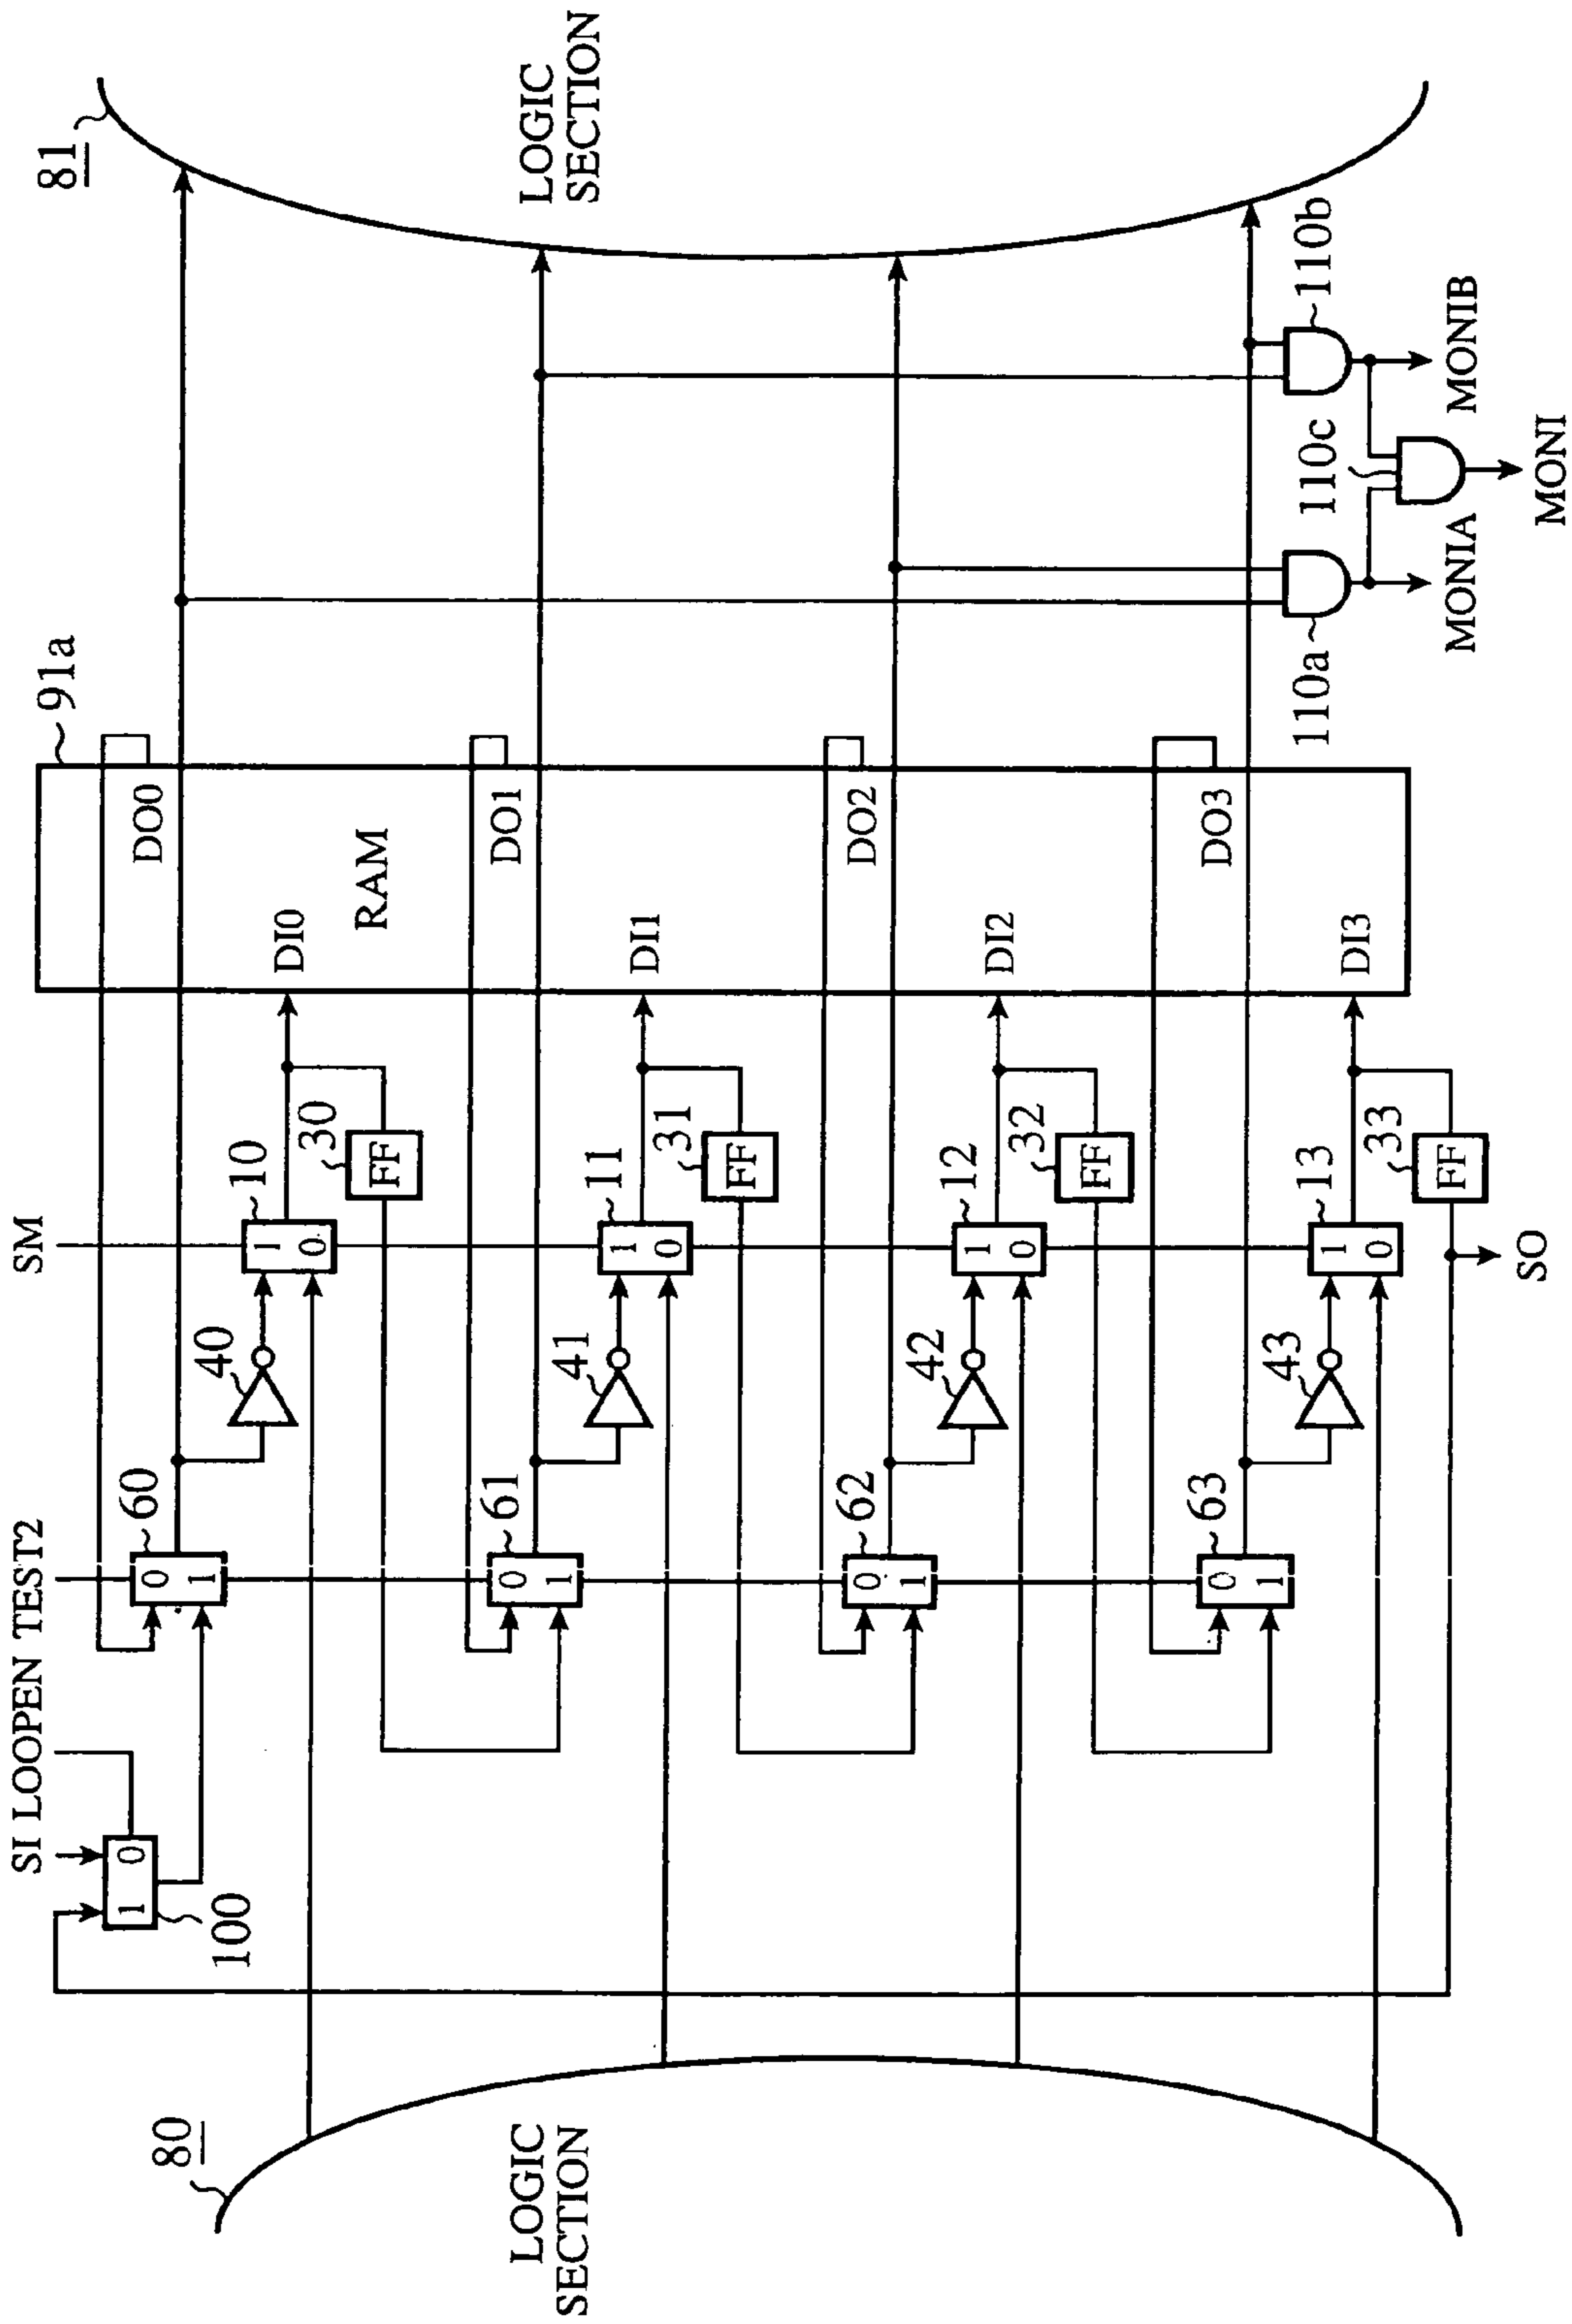 81
LOGIC
SECTION
110b
MONIB
110c
MONI
MONIA
110a
91a
DO0
DO1
DO2
DO3
RAM
DI0
DI1
DI2
DI3
SM
10
1
0
30
FF
11
1
0
31
FF
12
1
0
32
FF
13
1
0
33
FF
SO
40
41
42
43
SI LOOPEN TEST2
60
0
1
61
0
1
62
0
1
63
0
1
1
0
100
80
LOGIC
SECTION